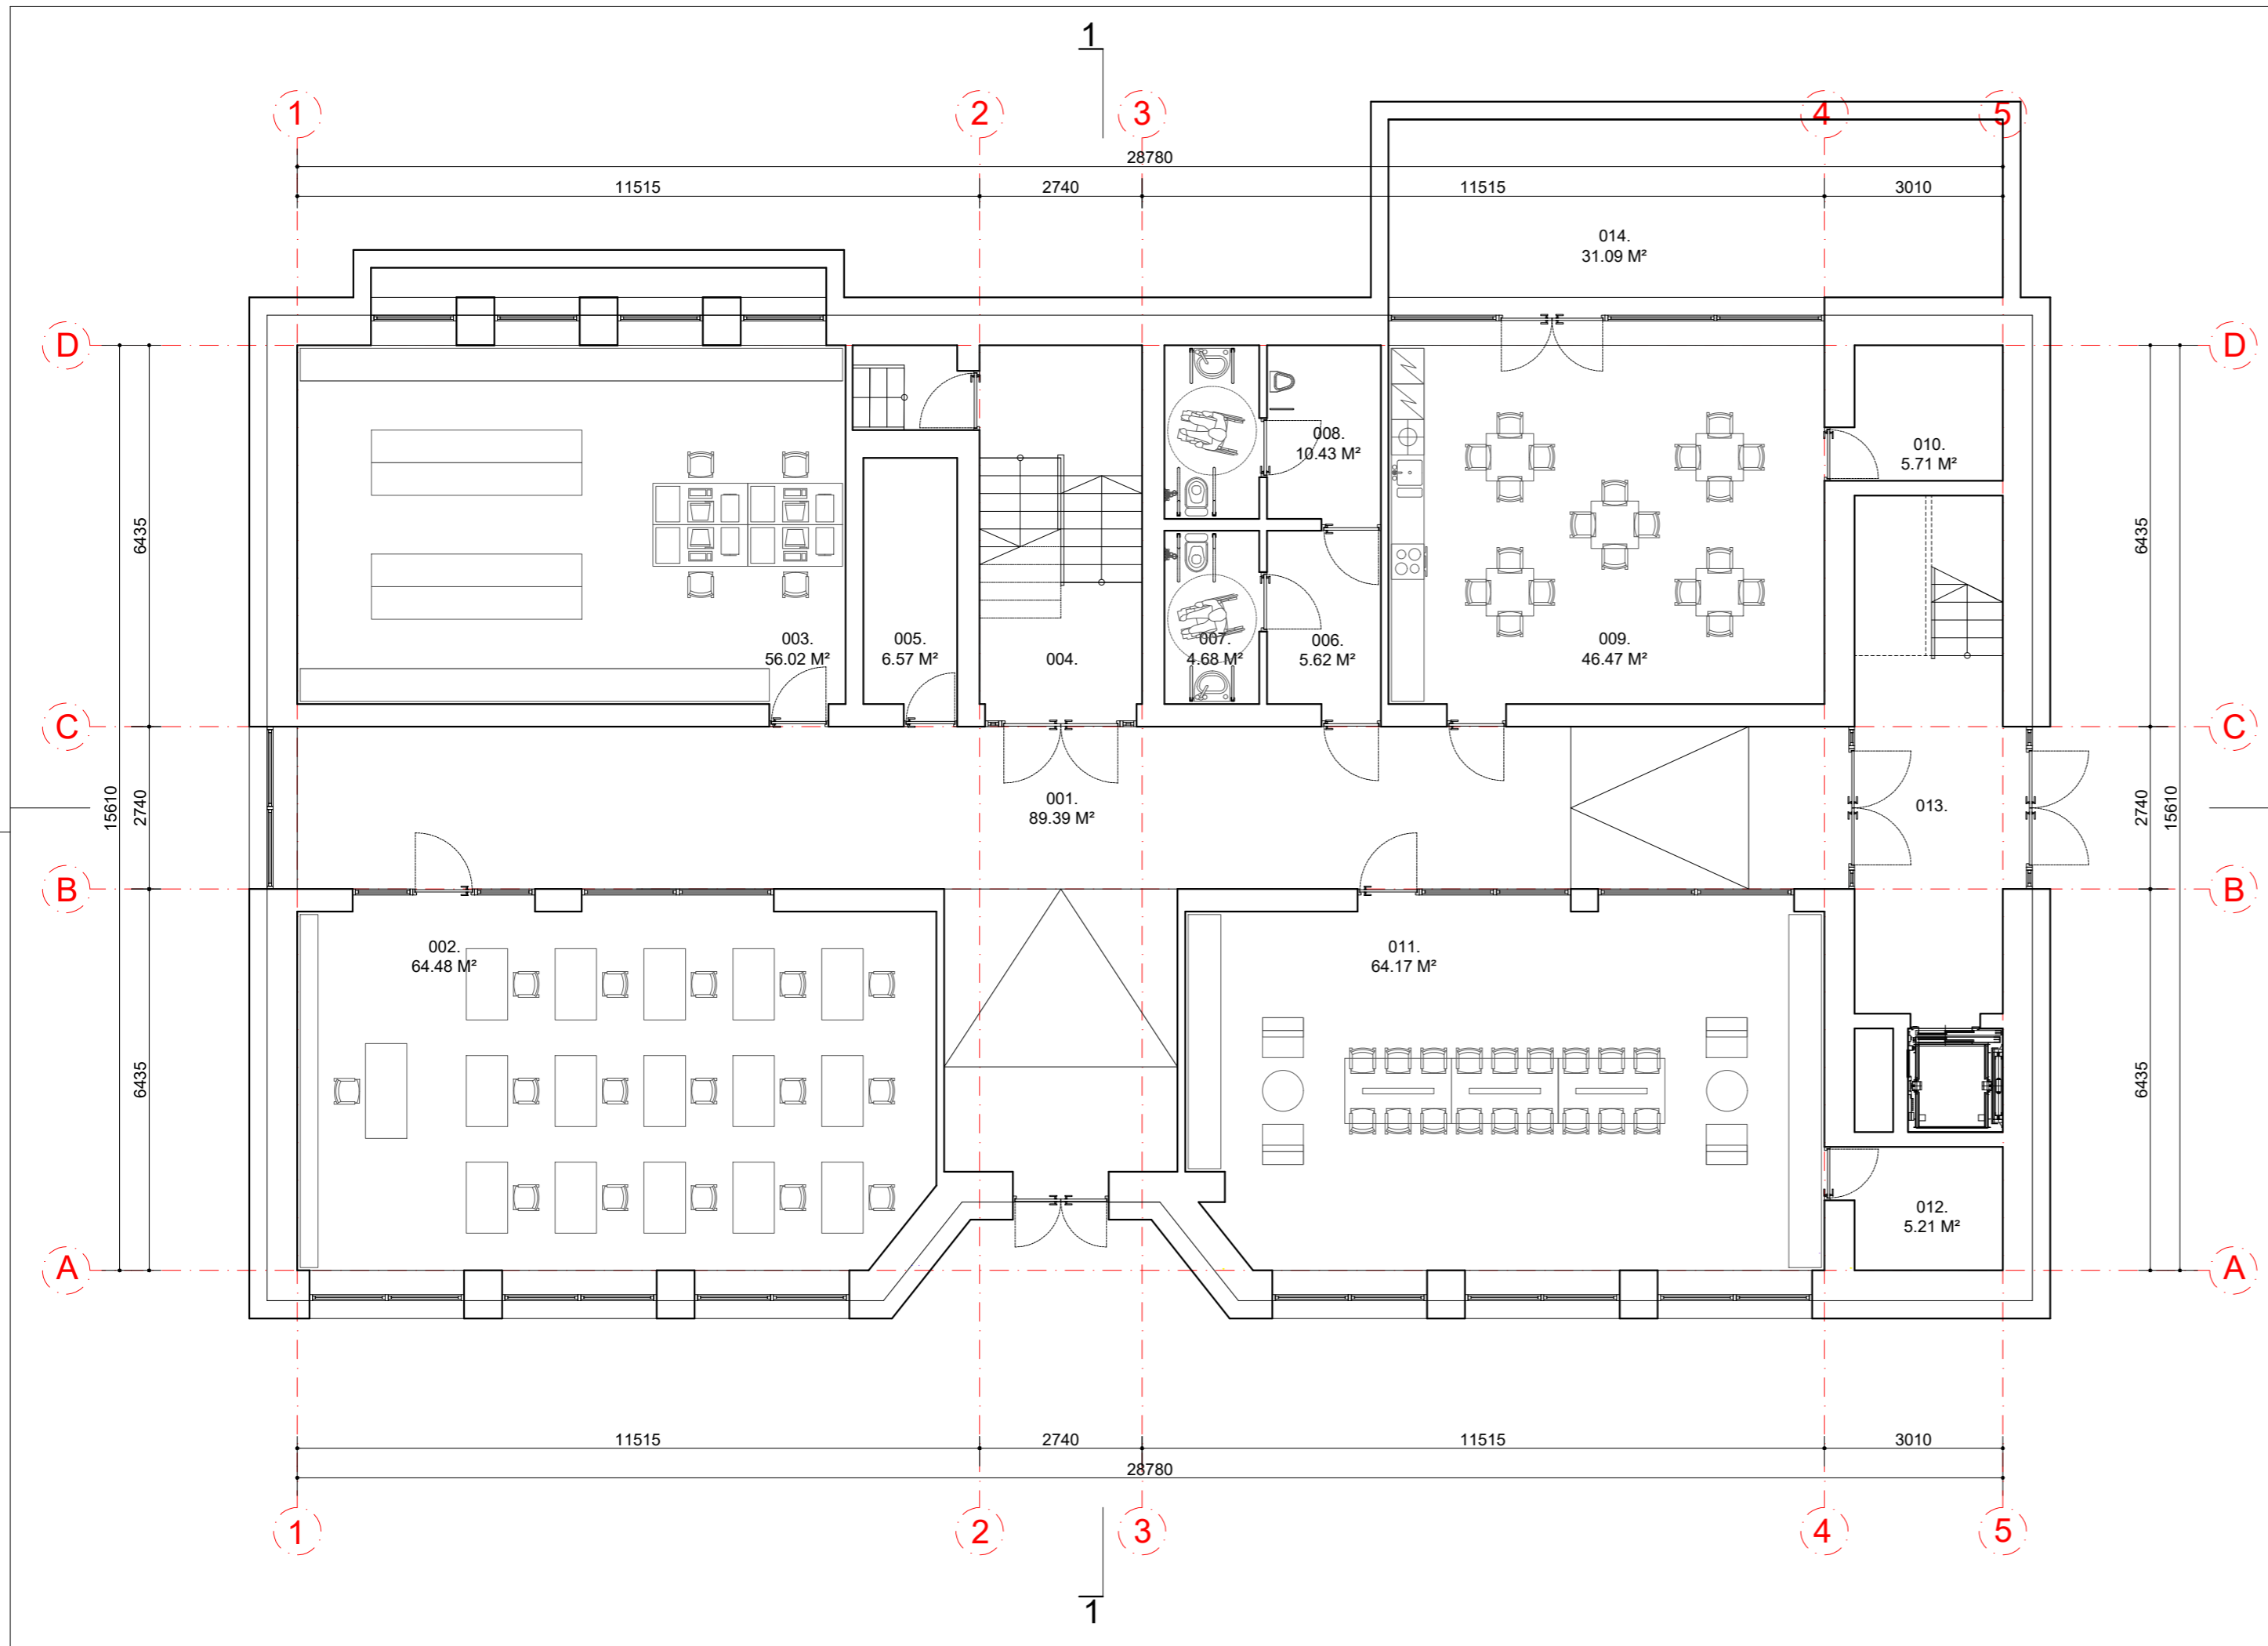 1
1
2
3
4
5
28780
11515
2740
11515
3010
014.
31.09 M²
D
D
008.
10.43 M²
010.
5.71 M²
6435
6435
003.
56.02 M²
005.
6.57 M²
004.
007.
4.68 M²
006.
5.62 M²
009.
46.47 M²
C
C
15610
2740
001.
89.39 M²
013.
2740
15610
B
B
002.
64.48 M²
011.
64.17 M²
6435
6435
012.
5.21 M²
A
A
11515
2740
11515
3010
28780
1
2
3
4
5
1